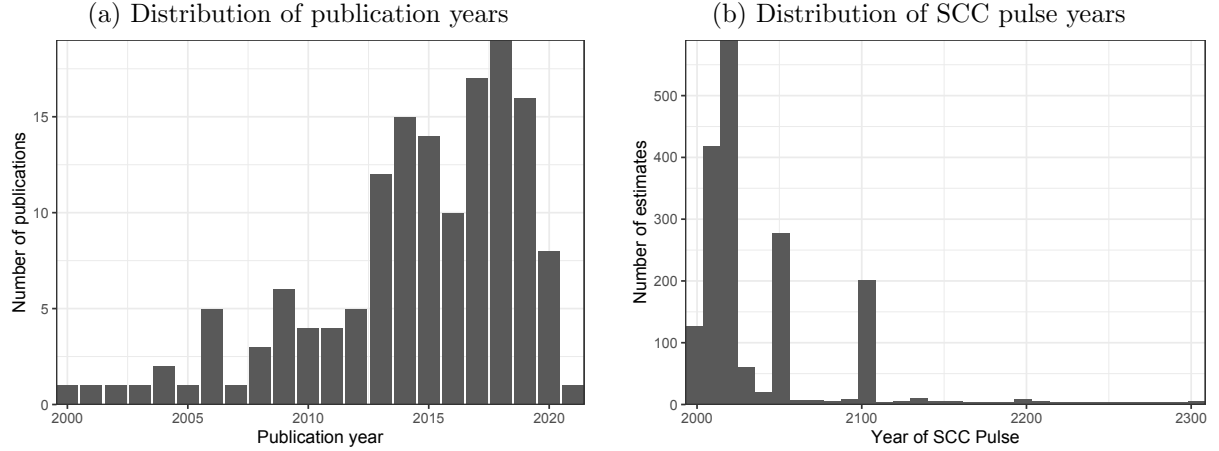 (a) Distribution of publication years
Number of publications
15
10
5
0
2000 2005 2010 2015 2020
Publication year
(b) Distribution of SCC pulse years
Number of estimates
500
400
300
200
100
0
2000 2100 2200 2300
Year of SCC Pulse